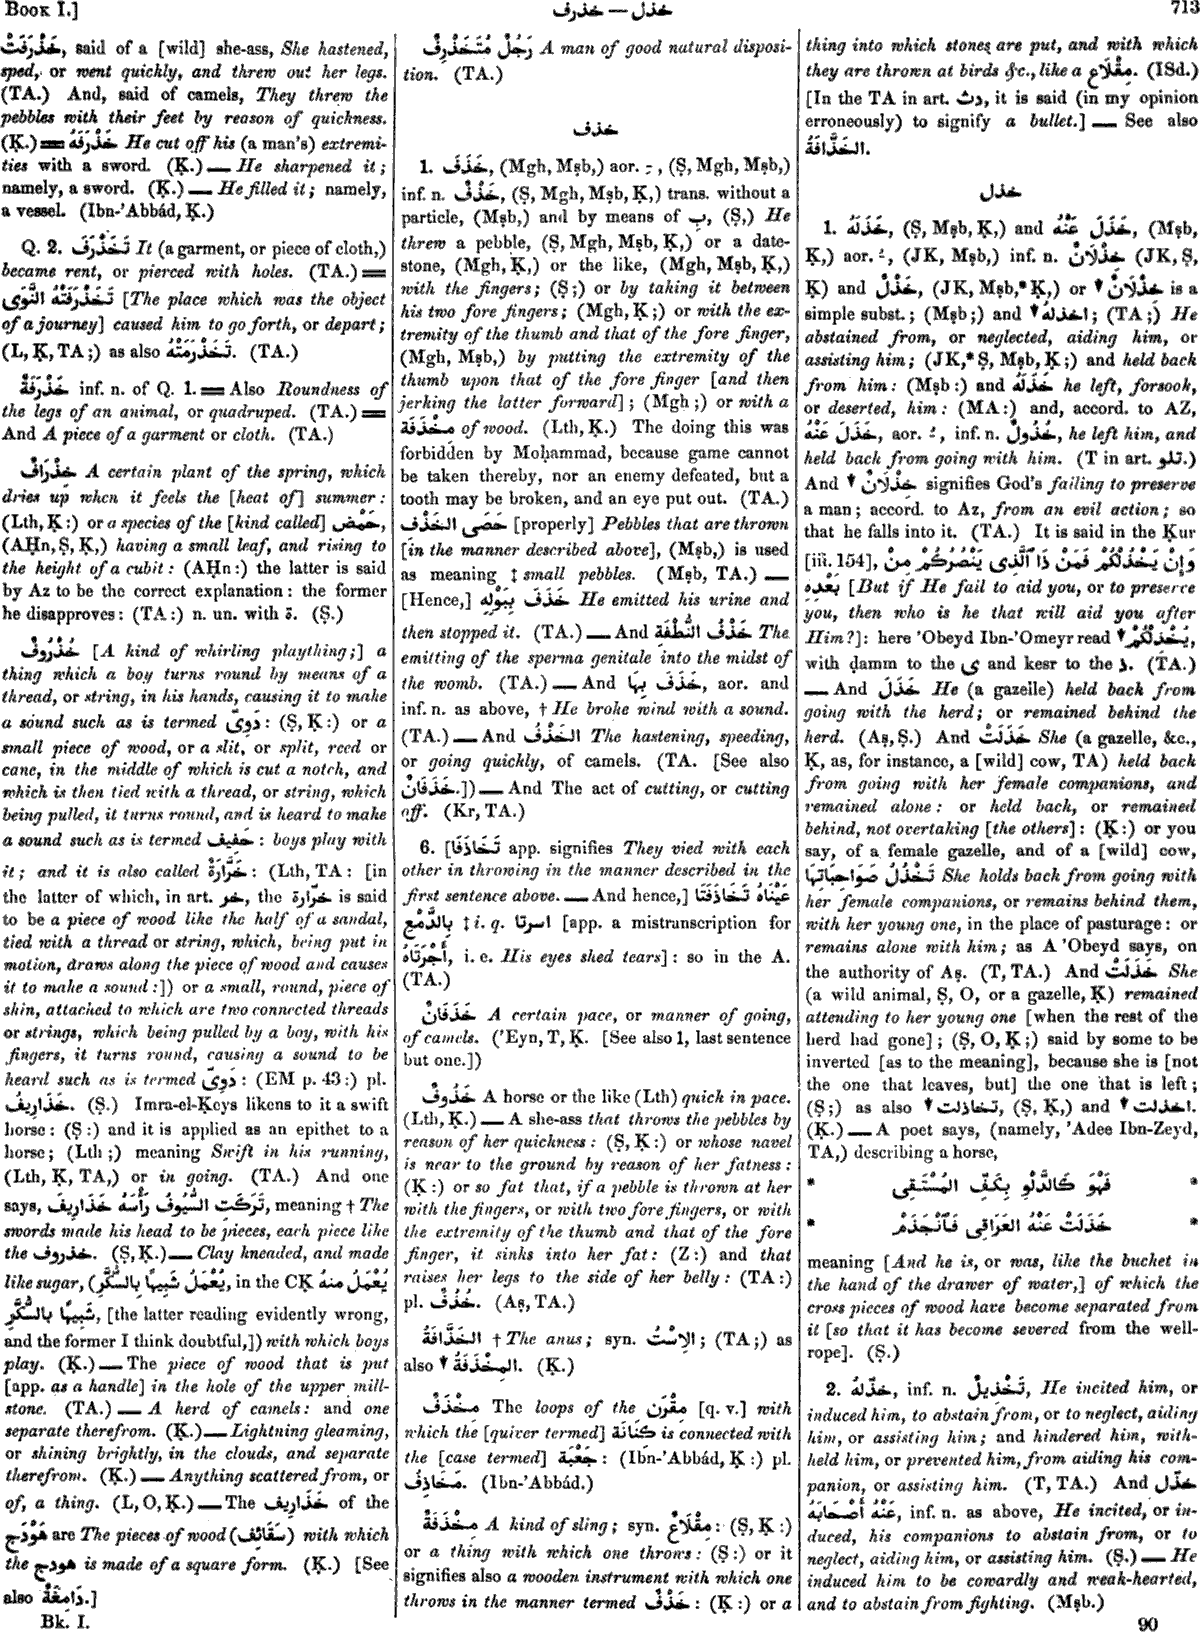 Book I.]
خذرف — خذل
713
خَذْرَفَتْ, said of a [wild] she-ass, She hastened,
sped, or went quickly, and threw out her legs.
(TA.) And, said of camels, They threw the
pebbles with their feet by reason of quickness.
(Ḳ.) ═ خَذْرَفَهُ He cut off his (a man's) extremi-
ties with a sword. (Ḳ.) — He sharpened it;
namely, a sword. (Ḳ.) — He filled it; namely,
a vessel. (Ibn-'Abbád, Ḳ.)
Q. 2. تَخَذْرَفَ It (a garment, or piece of cloth,)
became rent, or pierced with holes. (TA.) ═
تَخَذْرَفَتْهُ النَّوَى [The place which was the object
of a journey] caused him to go forth, or depart;
(L, Ḳ, TA;) as also تَخَذْرَمَتْهُ. (TA.)
خَذْرَفَةٌ inf. n. of Q. 1. ═ Also Roundness of
the legs of an animal, or quadruped. (TA.) ═
And A piece of a garment or cloth. (TA.)
خِذْرَافٌ A certain plant of the spring, which
dries up when it feels the [heat of] summer:
(Lth, Ḳ:) or a species of the [kind called] حَمْض,
(AḤn, Ṣ, Ḳ,) having a small leaf, and rising to
the height of a cubit: (AḤn:) the latter is said
by Az to be the correct explanation: the former
he disapproves: (TA:) n. un. with ة. (Ṣ.)
خُذْرُوفٌ [A kind of whirling plaything;] a
thing which a boy turns round by means of a
thread, or string, in his hands, causing it to make
a sound such as is termed دَوِىّ: (Ṣ, Ḳ:) or a
small piece of wood, or a slit, or split, reed or
cane, in the middle of which is cut a notch, and
which is then tied with a thread, or string, which
being pulled, it turns round, and is heard to make
a sound such as is termed حَفِيف: boys play with
it; and it is also called خَرَّارَةٌ: (Lth, TA: [in
the latter of which, in art. خر, the خرّارة is said
to be a piece of wood like the half of a sandal,
tied with a thread or string, which, being put in
motion, draws along the piece of wood and causes
it to make a sound:]) or a small, round, piece of
skin, attached to which are two connected threads
or strings, which being pulled by a boy, with his
fingers, it turns round, causing a sound to be
heard such as is termed دَوِىّ: (EM p. 43:) pl.
خَذَارِيفُ. (Ṣ.) Imra-el-Ḳeys likens to it a swift
horse: (Ṣ:) and it is applied as an epithet to a
horse; (Lth;) meaning Swift in his running,
(Lth, Ḳ, TA,) or in going. (TA.) And one
says, تَرَكَتِ السُّيُوفُ رَأْسَهُ خَذَارِيفَ, meaning † The
swords made his head to be pieces, each piece like
the خذروف. (Ṣ, Ḳ.) — Clay kneaded, and made
like sugar, (يُعْمَلُ شَبِيهًا بِالسُّكَّرِ, in the CḲ يُعْمَلُ منهُ
شَبِيهًا بالسُّكَّرِ, [the latter reading evidently wrong,
and the former I think doubtful,]) with which boys
play. (Ḳ.) — The piece of wood that is put
[app. as a handle] in the hole of the upper mill-
stone. (TA.) — A herd of camels: and one
separate therefrom. (Ḳ.) — Lightning gleaming,
or shining brightly, in the clouds, and separate
therefrom. (Ḳ.) — Anything scattered from, or
of, a thing. (L, O, Ḳ.) — The خَذَارِيف of the
هَوْدَج are The pieces of wood (سَقَائِف) with which
the هودج is made of a square form. (Ḳ.) [See
also دَامِغَةٌ.]
Bk. I.
رَجُلٌ مُتَخَذْرِفٌ A man of good natural disposi-
tion. (TA.)
خذف
1. خَذَفَ, (Mgh, Mṣb,) aor. ـِ, (Ṣ, Mgh, Mṣb,)
inf. n. خَذْفٌ, (Ṣ, Mgh, Mṣb, Ḳ,) trans. without a
particle, (Mṣb,) and by means of ب, (Ṣ,) He
threw a pebble, (Ṣ, Mgh, Mṣb, Ḳ,) or a date-
stone, (Mgh, Ḳ,) or the like, (Mgh, Mṣb, Ḳ,)
with the fingers; (Ṣ;) or by taking it between
his two fore fingers; (Mgh, Ḳ;) or with the ex-
tremity of the thumb and that of the fore finger,
(Mgh, Mṣb,) by putting the extremity of the
thumb upon that of the fore finger [and then
jerking the latter forward]; (Mgh;) or with a
مِخْذَفَة of wood. (Lth, Ḳ.) The doing this was
forbidden by Moḥammad, because game cannot
be taken thereby, nor an enemy defeated, but a
tooth may be broken, and an eye put out. (TA.)
حَصَى الخَذْفِ [properly] Pebbles that are thrown
[in the manner described above], (Mṣb,) is used
as meaning ‡ small pebbles. (Mṣb, TA.) —
[Hence,] خَذَفَ بِبَوْلِهِ He emitted his urine and
then stopped it. (TA.) — And خَذْفُ النُّطْفَةِ The
emitting of the sperma genitale into the midst of
the womb. (TA.) — And خَذَفَ بِهَا, aor. and
inf. n. as above, † He broke wind with a sound.
(TA.) — And الخَذْفُ The hastening, speeding,
or going quickly, of camels. (TA. [See also
خَذَفَانٌ.]) — And The act of cutting, or cutting
off. (Kr, TA.)
6. [تَخَاذَفَا app. signifies They vied with each
other in throwing in the manner described in the
first sentence above. — And hence,] تَخَاذَفَتَا عَيْنَاهُ
بِالدَّمْعِ ‡ i. q. اسرتا [app. a mistranscription for
أَجْرَتَاهُ, i. e. His eyes shed tears]: so in the A.
(TA.)
خَذَفَانٌ A certain pace, or manner of going,
of camels. ('Eyn, T, Ḳ. [See also 1, last sentence
but one.])
خَذُوفٌ A horse or the like (Lth) quick in pace.
(Lth, Ḳ.) — A she-ass that throws the pebbles by
reason of her quickness: (Ṣ, Ḳ:) or whose navel
is near to the ground by reason of her fatness:
(Ḳ:) or so fat that, if a pebble is thrown at her
with the fingers, or with two fore fingers, or with
the extremity of the thumb and that of the fore
finger, it sinks into her fat: (Z:) and that
raises her legs to the side of her belly: (TA:)
pl. خُذُفٌ. (Aṣ, TA.)
الخَذَّافَةُ † The anus; syn. الاِسْتُ; (TA;) as
also ▼ المِخْذَفَةُ. (Ḳ.)
مِخْذَفٌ The loops of the مِقْرَن [q. v.] with
which the [quiver termed] كِنَانَة is connected with
the [case termed] جَعْبَة: (Ibn-'Abbád, Ḳ:) pl.
مَخَاذِفُ. (Ibn-'Abbád.)
مِخْذَفَةٌ A kind of sling; syn. مِقْلَاعٌ: (Ṣ, Ḳ:)
or a thing with which one throws: (Ṣ:) or it
signifies also a wooden instrument with which one
throws in the manner termed خَذْفٌ: (Ḳ:) or a
thing into which stones are put, and with which
they are thrown at birds &c., like a مِقْلَاع. (ISd.)
[In the TA in art. دث, it is said (in my opinion
erroneously) to signify a bullet.] — See also
الخَذَّافَةُ.
خذل
1. خَذَلَهُ, (Ṣ, Mṣb, Ḳ,) and خَذَلَ عَنْهُ, (Mṣb,
Ḳ,) aor. ـُ, (JK, Mṣb,) inf. n. خِذْلَانٌ (JK, Ṣ,
Ḳ) and خَذْلٌ, (JK, Mṣb,* Ḳ,) or ▼ خِذْلَانٌ is a
simple subst.; (Mṣb;) and ▼ اخذلهُ; (TA;) He
abstained from, or neglected, aiding him, or
assisting him; (JK,* Ṣ, Mṣb, Ḳ;) and held back
from him: (Mṣb:) and خَذَلَهُ he left, forsook,
or deserted, him: (MA:) and, accord. to AZ,
خَذَلَ عَنْهُ, aor. ـُ, inf. n. خُذُولٌ, he left him, and
held back from going with him. (T in art. تلو.)
And ▼ خِذْلَانٌ signifies God's failing to preserve
a man; accord. to Az, from an evil action; so
that he falls into it. (TA.) It is said in the Ḳur
[iii. 154], وَإِنْ يَخْذُلْكُمْ فَمَنْ ذَا ٱلَّذِى يَنْصُرُكُمْ مِنْ
بَعْدِهِ [But if He fail to aid you, or to preserve
you, then who is he that will aid you after
Him?]: here 'Obeyd Ibn-'Omeyr read ▼ يُخْذِلْكُمْ,
with ḍamm to the ى and kesr to the ذ. (TA.)
— And خَذَلَ He (a gazelle) held back from
going with the herd; or remained behind the
herd. (Aṣ, Ṣ.) And خَذَلَتْ She (a gazelle, &c.,
Ḳ, as, for instance, a [wild] cow, TA) held back
from going with her female companions, and
remained alone: or held back, or remained
behind, not overtaking [the others]: (Ḳ:) or you
say, of a female gazelle, and of a [wild] cow,
تَخْذُلُ صَوَاحِبَاتِهَا She holds back from going with
her female companions, or remains behind them,
with her young one, in the place of pasturage: or
remains alone with him; as A 'Obeyd says, on
the authority of Aṣ. (T, TA.) And خَذَلَتْ She
(a wild animal, Ṣ, O, or a gazelle, Ḳ) remained
attending to her young one [when the rest of the
herd had gone]; (Ṣ, O, Ḳ;) said by some to be
inverted [as to the meaning], because she is [not
the one that leaves, but] the one that is left;
(Ṣ;) as also ▼ تخاذلت, (Ṣ, Ḳ,) and ▼ اخذلت.
(Ḳ.) — A poet says, (namely, 'Adee Ibn-Zeyd,
TA,) describing a horse,
* فَهْوَ كَالدَّلْوِ بِكَفِّ المُسْتَقِى *
* خَذَلَتْ عَنْهُ العَرَاقِى فَٱنْجَذَمْ *
meaning [And he is, or was, like the bucket in
the hand of the drawer of water,] of which the
cross pieces of wood have become separated from
it [so that it has become severed from the well-
rope]. (Ṣ.)
2. خذّلهُ, inf. n. تَخْذِيلٌ, He incited him, or
induced him, to abstain from, or to neglect, aiding
him, or assisting him; and hindered him, with-
held him, or prevented him, from aiding his com-
panion, or assisting him. (T, TA.) And خذّل
عَنْهُ أَصْحَابَهُ, inf. n. as above, He incited, or in-
duced, his companions to abstain from, or to
neglect, aiding him, or assisting him. (Ṣ.) — He
induced him to be cowardly and weak-hearted,
and to abstain from fighting. (Mṣb.)
90